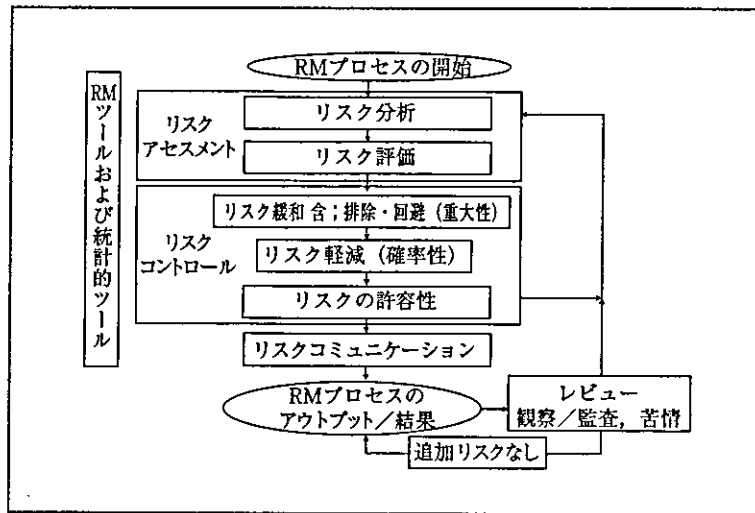 RMプロセスの開始
RMツールおよび統計的ツール
リスク
アセスメント
リスク分析
リスク評価
リスク
コントロール
リスク緩和 含；排除・回避（重大性）
リスク軽減（確率性）
リスクの許容性
リスクコミュニケーション
RMプロセスの
アウトプット／結果
レビュー
観察／監査，苦情
追加リスクなし